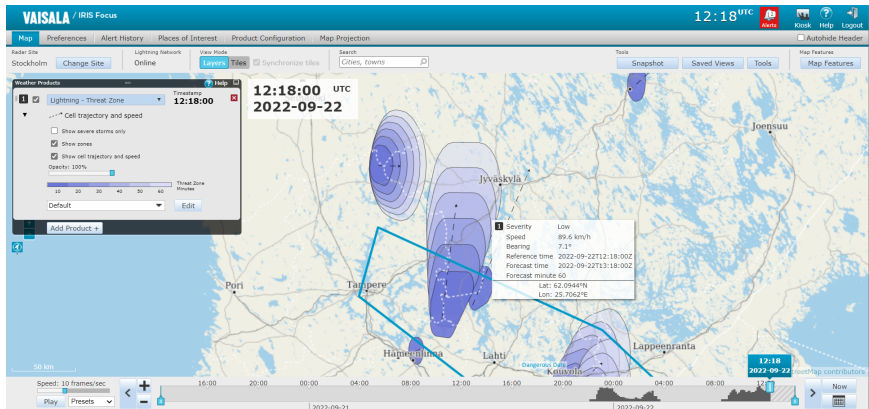 VAISALA / IRIS Focus
12:18 UTC
Alerts
Kiosk Help Logout
Map Preferences Alert History Places of Interest Product Configuration Map Projection
Autohide Header
Radar Site
Stockholm
Change Site
Lightning Network
Online
View Mode
Layers Tiles
Synchronize tiles
Search
Cities, towns
Tools
Snapshot Saved Views Tools
Map Features
Map Features
Weather Products
? Help
1 Lightning - Threat Zone
Timestamp
12:18:00
Cell trajectory and speed
Show severe storms only
Show zones
Show cell trajectory and speed
Opacity: 100%
10 20 30 40 50 60
Threat Zone
Minutes
Default
Edit
Add Product +
12:18:00 UTC
2022-09-22
Joensuu
Jyväskylä
1 Severity Low
Speed 89.6 km/h
Bearing 7.1°
Reference time 2022-09-22T12:18:00Z
Forecast time 2022-09-22T13:18:00Z
Forecast minute 60
Lat: 62.0944°N
Lon: 25.7062°E
Pori
Tampere
Hämeenlinna
Lahti
Lappeenranta
Dangerous
Kouvola
50 km
12:18
2022-09-22
treetMap contributors
Speed: 10 frames/sec
Play Presets
16:00 20:00 00:00 04:00 08:00 12:00 16:00 20:00 00:00 04:00 08:00
2022-09-21
2022-09-22
Now